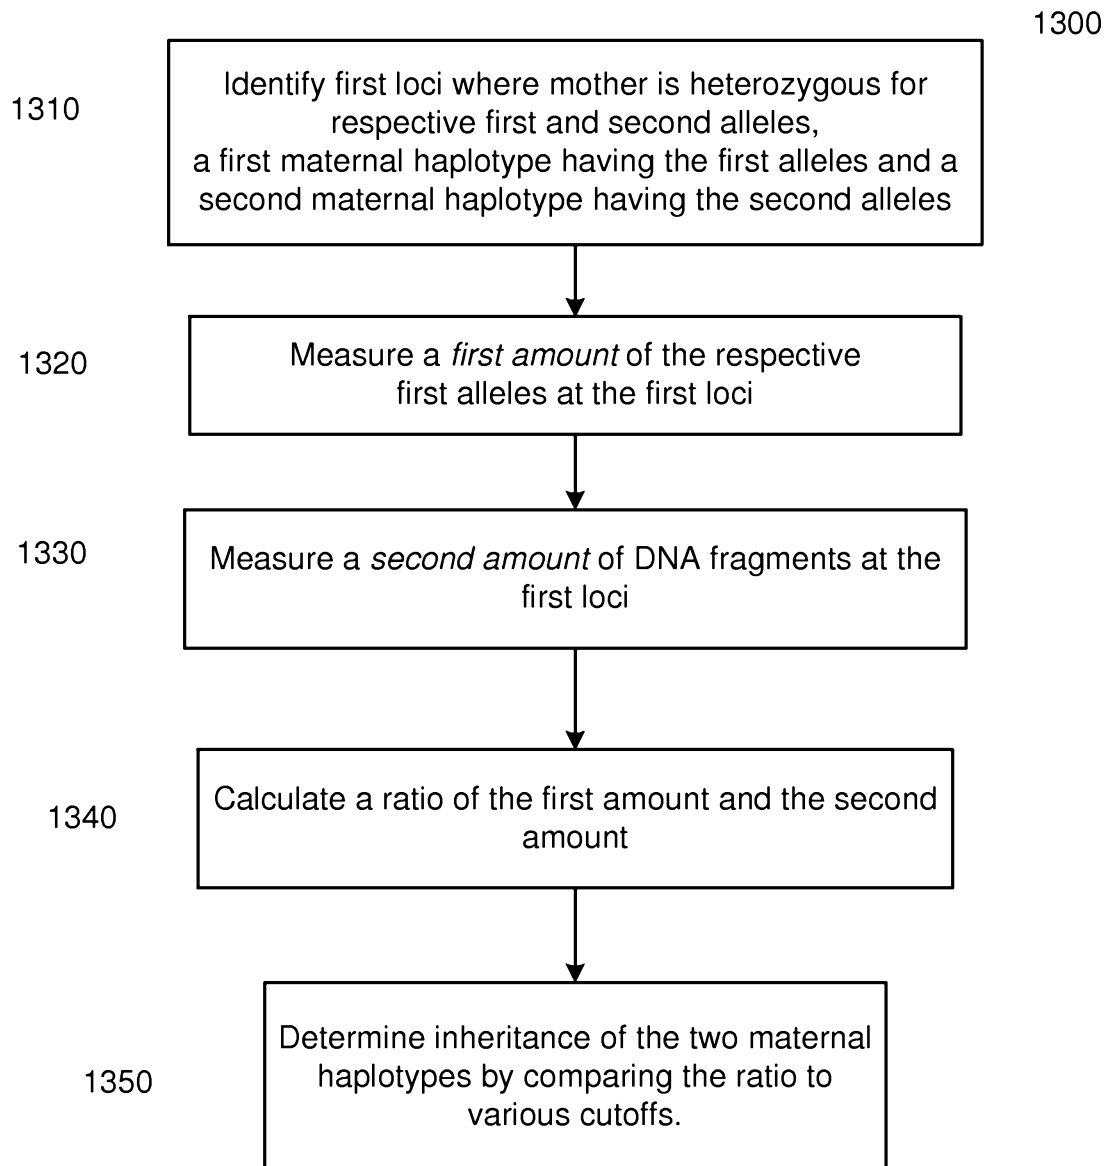 1300
1310
Identify first loci where mother is heterozygous for
respective first and second alleles,
a first maternal haplotype having the first alleles and a
second maternal haplotype having the second alleles
1320
Measure a first amount of the respective
first alleles at the first loci
1330
Measure a second amount of DNA fragments at the
first loci
1340
Calculate a ratio of the first amount and the second
amount
1350
Determine inheritance of the two maternal
haplotypes by comparing the ratio to
various cutoffs.